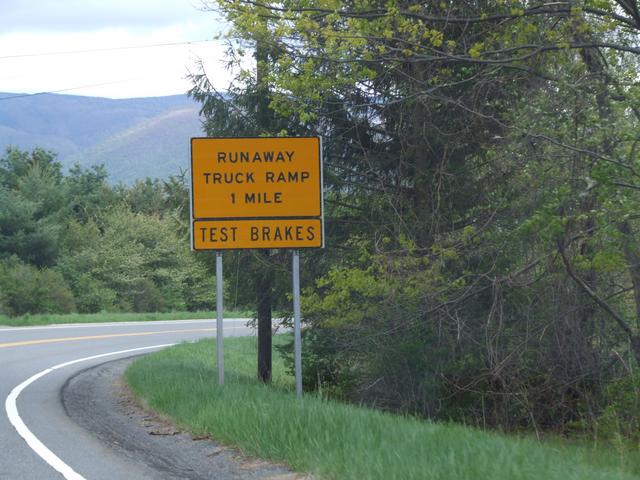 RUNAWAY
TRUCK RAMP
1 MILE
TEST BRAKES